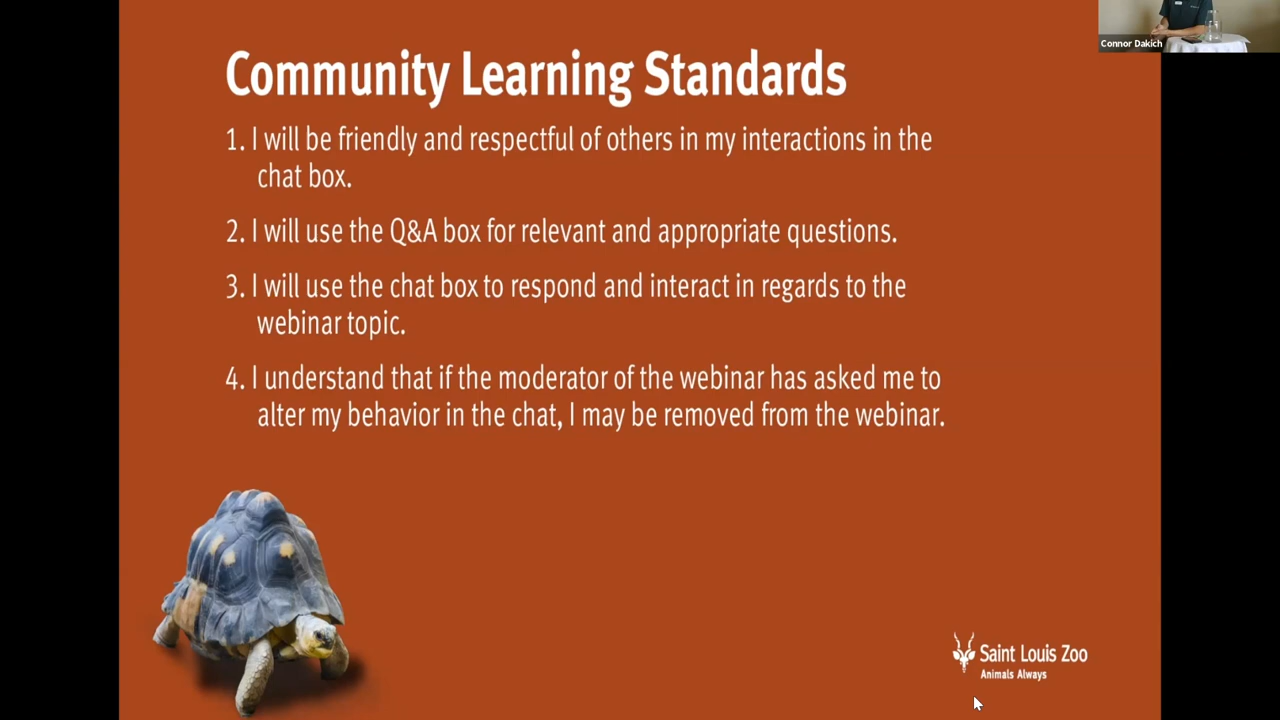 Connor Dakich
Community Learning Standards
1. I will be friendly and respectful of others in my interactions in the
chat box.
2. I will use the Q&A box for relevant and appropriate questions.
3. I will use the chat box to respond and interact in regards to the
webinar topic.
4. I understand that if the moderator of the webinar has asked me to
alter my behavior in the chat, I may be removed from the webinar.
Saint Louis Zoo
Animals Always